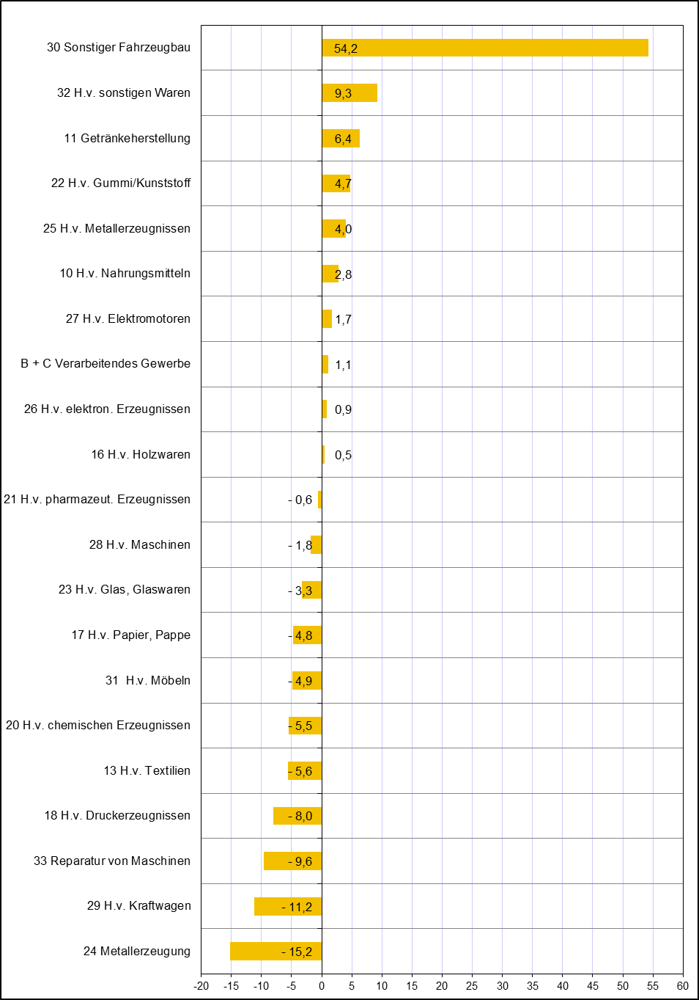 30 Sonstiger Fahrzeugbau 54,2
32 H.v. sonstigen Waren 9,3
11 Getränkeherstellung 6,4
22 H.v. Gummi/Kunststoff 4,7
25 H.v. Metallerzeugnissen 4,0
10 H.v. Nahrungsmitteln 2,8
27 H.v. Elektromotoren 1,7
B + C Verarbeitendes Gewerbe 1,1
26 H.v. elektron. Erzeugnissen 0,9
16 H.v. Holzwaren 0,5
21 H.v. pharmazeut. Erzeugnissen - 0,6
28 H.v. Maschinen - 1,8
23 H.v. Glas, Glaswaren - 3,3
17 H.v. Papier, Pappe - 4,8
31  H.v. Möbeln - 4,9
20 H.v. chemischen Erzeugnissen - 5,5
13 H.v. Textilien - 5,6
18 H.v. Druckerzeugnissen - 8,0
33 Reparatur von Maschinen - 9,6
29 H.v. Kraftwagen - 11,2
24 Metallerzeugung - 15,2
-20 -15 -10 -5 0 5 10 15 20 25 30 35 40 45 50 55 60